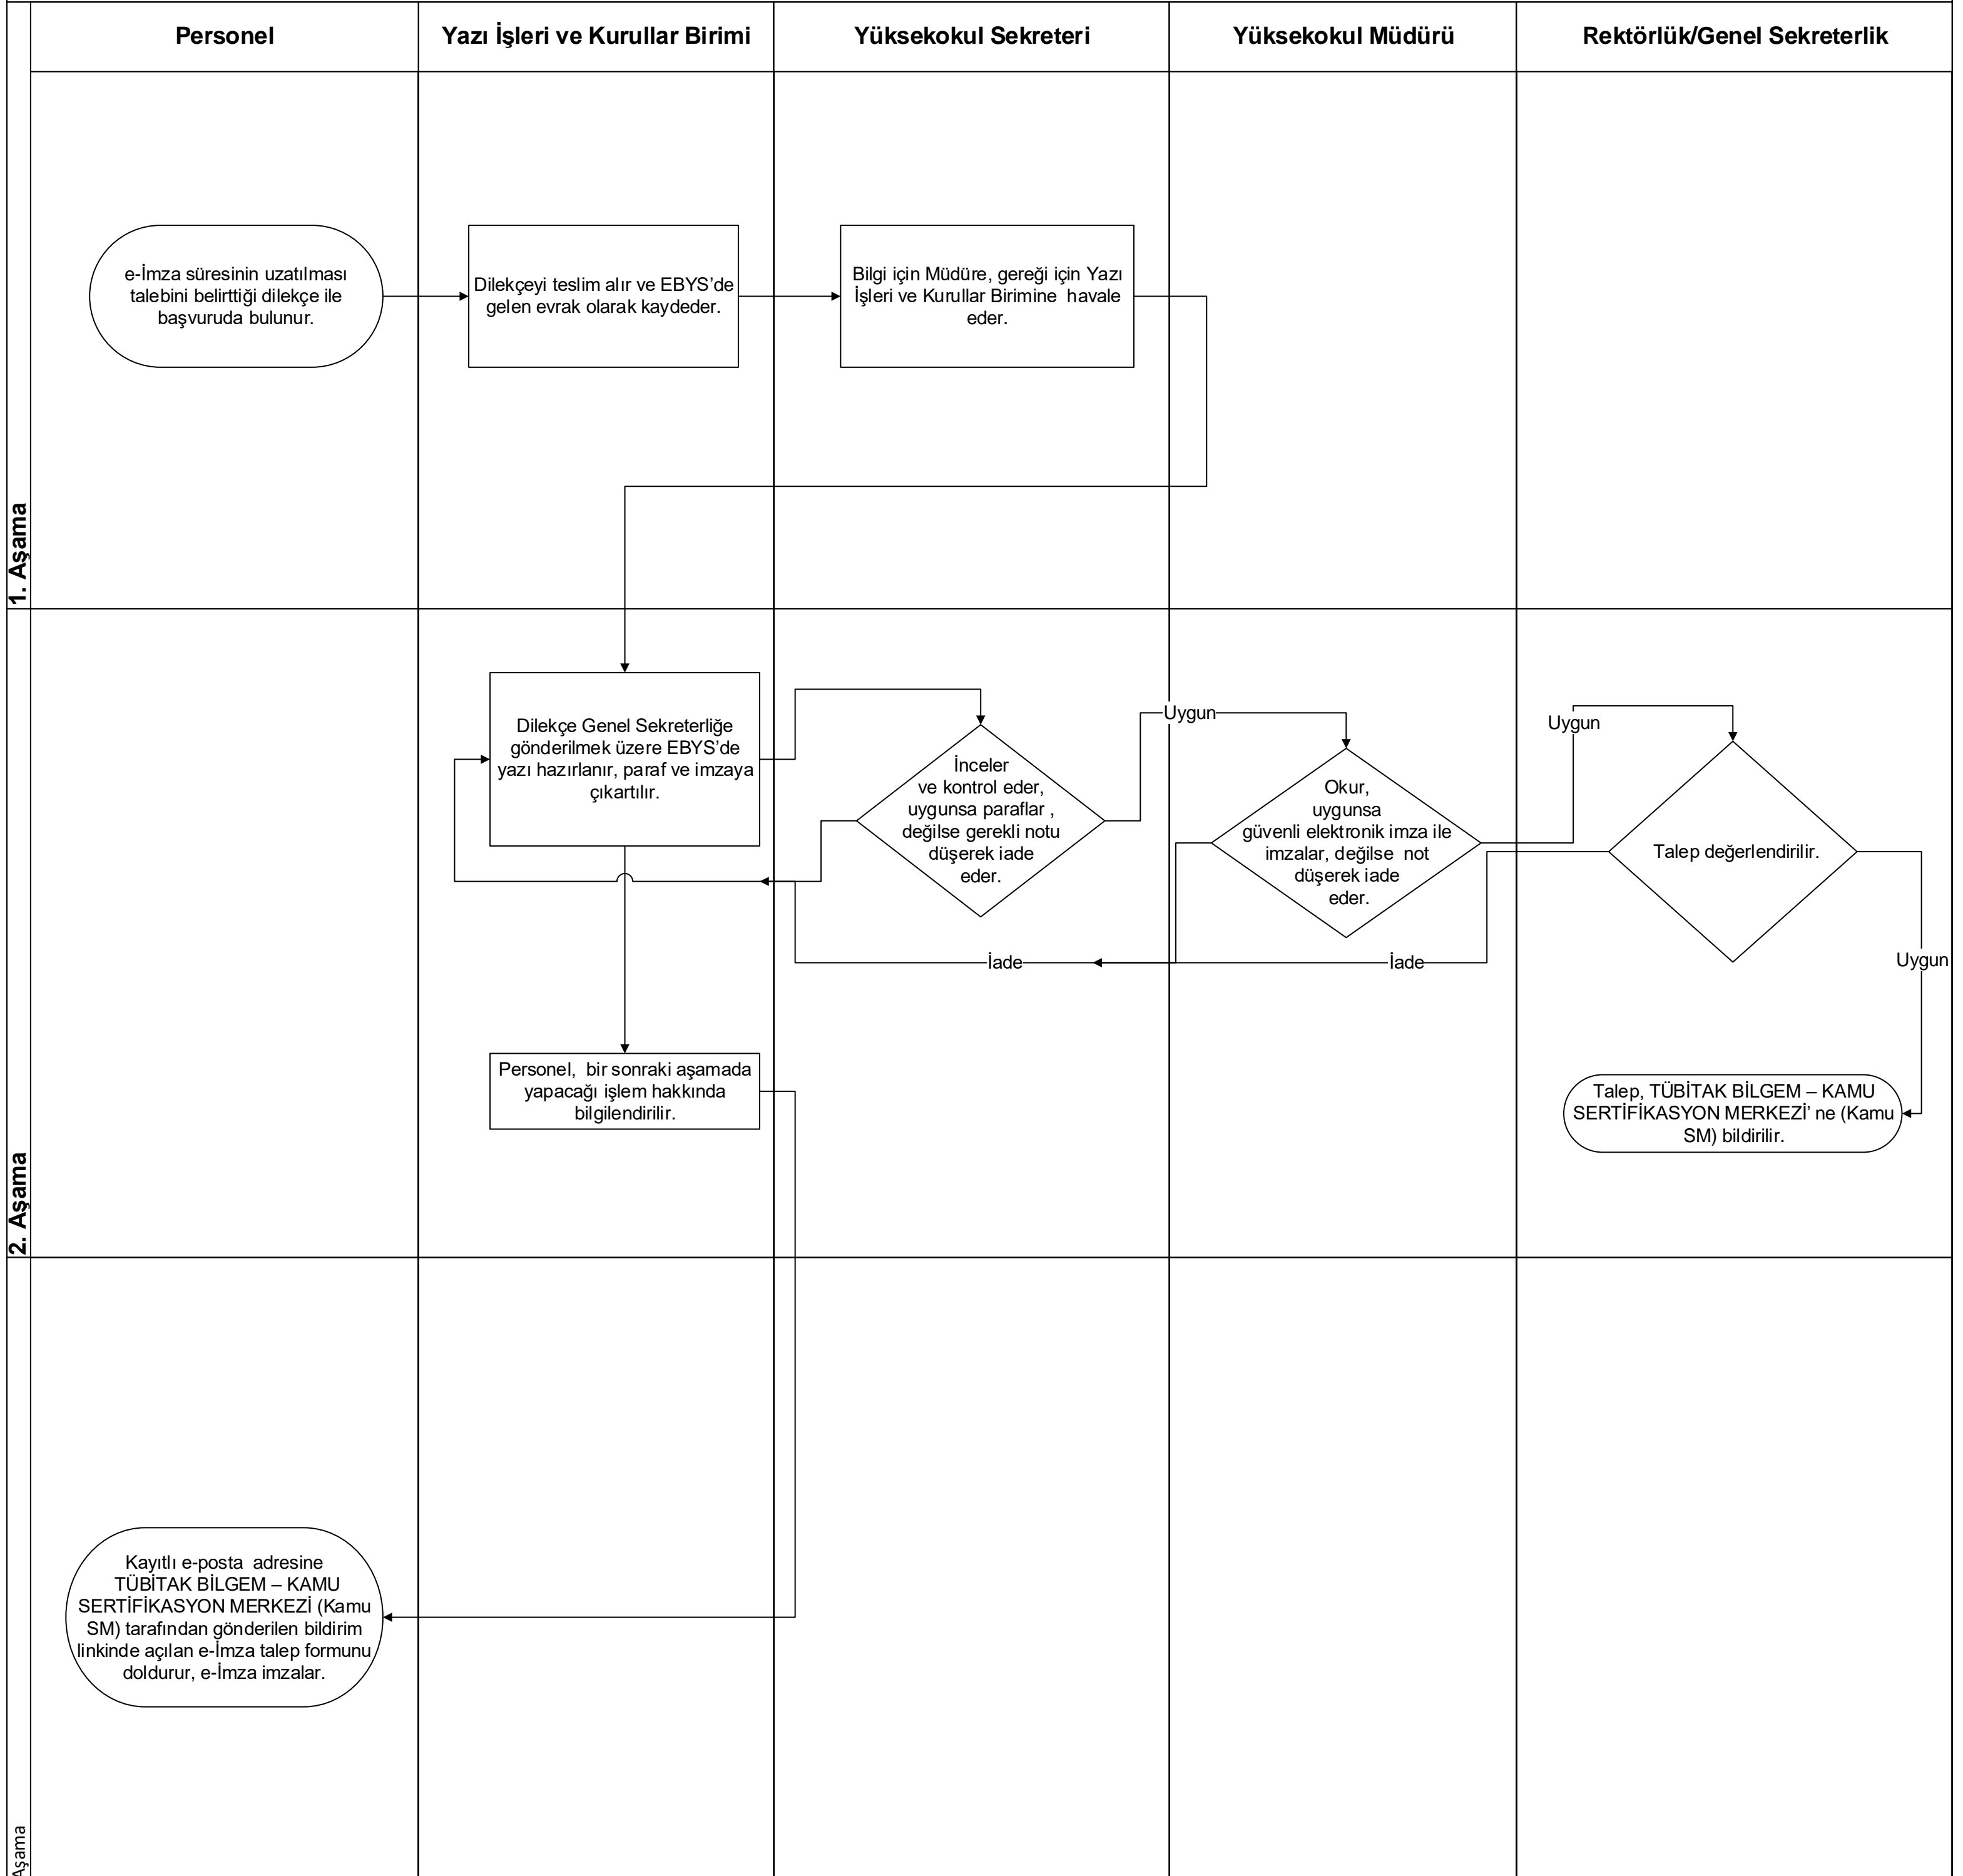 Personel
Yazı İşleri ve Kurullar Birimi
Yüksekokul Sekreteri
Yüksekokul Müdürü
Rektörlük/Genel Sekreterlik
1. Aşama
e-İmza süresinin uzatılması
talebini belirttiği dilekçe ile
başvuruda bulunur.
Dilekçeyi teslim alır ve EBYS’de
gelen evrak olarak kaydeder.
Bilgi için Müdüre, gereği için Yazı
İşleri ve Kurullar Birimine  havale
eder.
2. Aşama
Dilekçe Genel Sekreterliğe
gönderilmek üzere EBYS’de
yazı hazırlanır, paraf ve imzaya
çıkartılır.
İnceler
ve kontrol eder,
uygunsa paraflar ,
değilse gerekli notu
düşerek iade
eder.
Uygun
Okur,
uygunsa
güvenli elektronik imza ile
imzalar, değilse  not
düşerek iade
eder.
Uygun
Talep değerlendirilir.
İade
İade
Uygun
Personel,  bir sonraki aşamada
yapacağı işlem hakkında
bilgilendirilir.
Talep, TÜBİTAK BİLGEM – KAMU
SERTİFİKASYON MERKEZİ’ ne (Kamu
SM) bildirilir.
Kayıtlı e-posta  adresine
TÜBİTAK BİLGEM – KAMU
SERTİFİKASYON MERKEZİ (Kamu
SM) tarafından gönderilen bildirim
linkinde açılan e-İmza talep formunu
doldurur, e-İmza imzalar.
Aşama